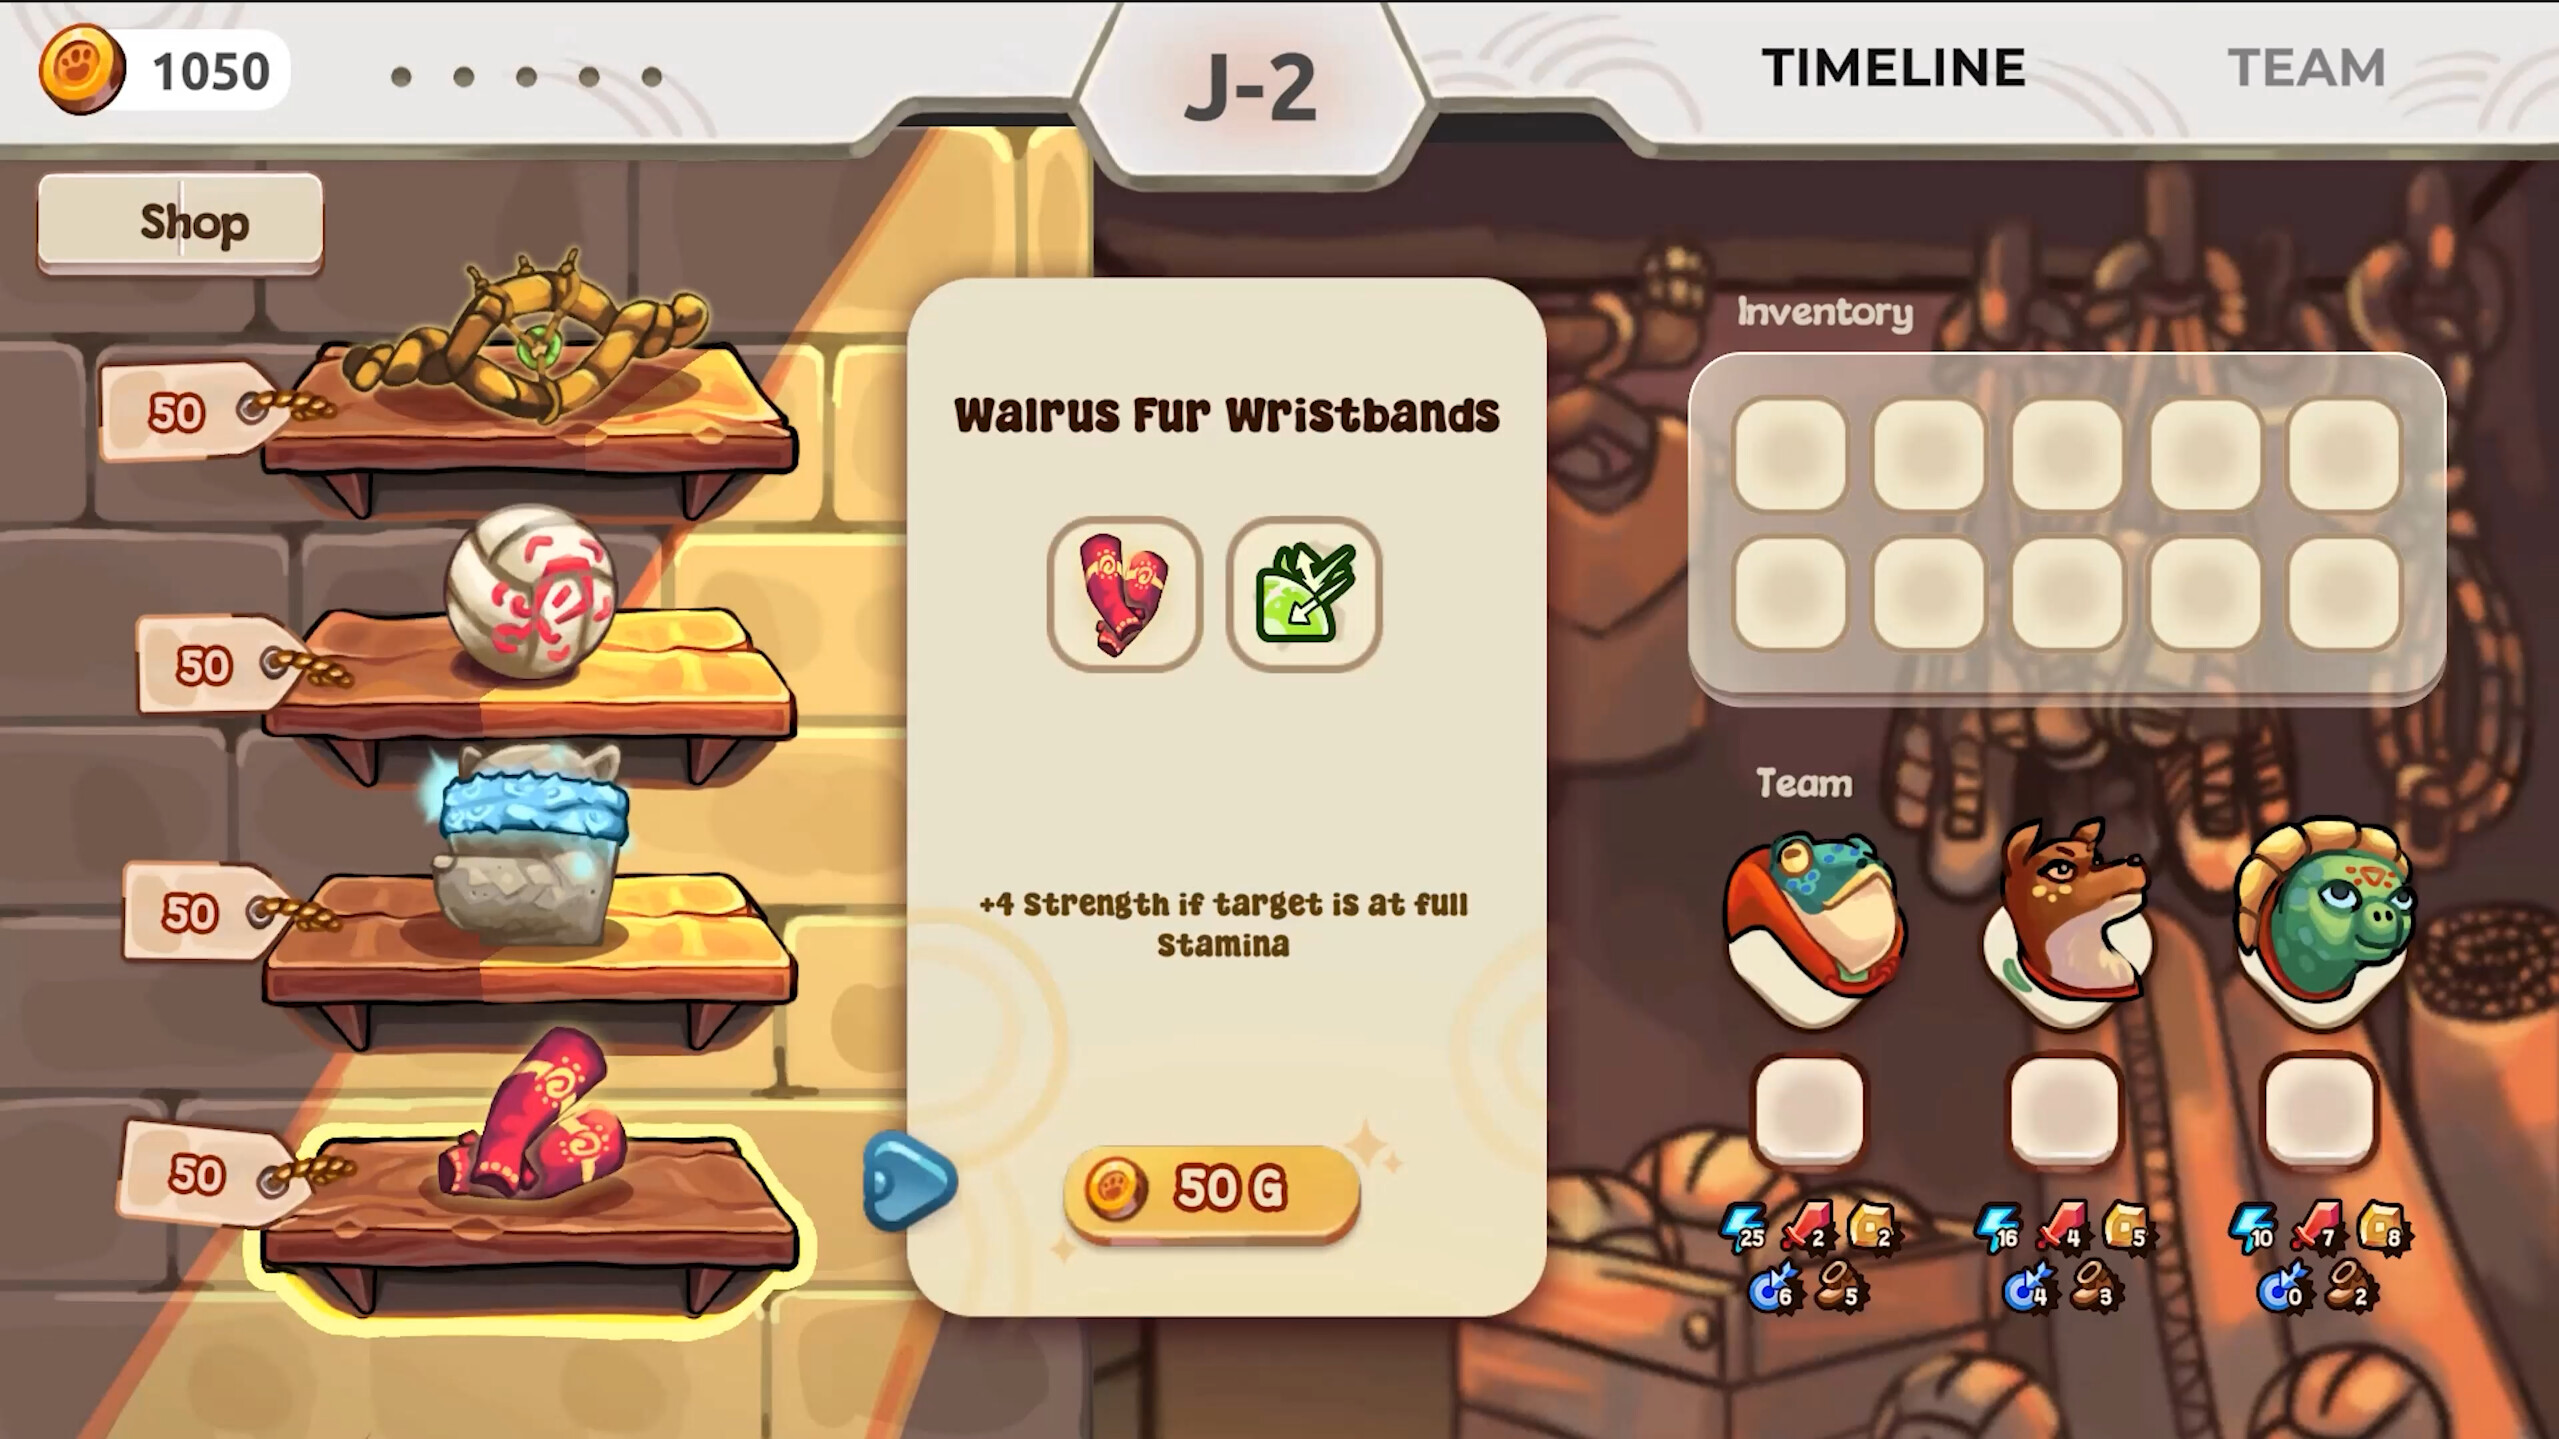 1050
J-2
TIMELINE
TEAM
Shop
50
50
50
50
Walrus Fur Wristbands
+4 Strength if target is at full
Stamina
50 G
Inventory
Team
25 2 2
6 5
16 4 5
4 3
10 7 8
0 2